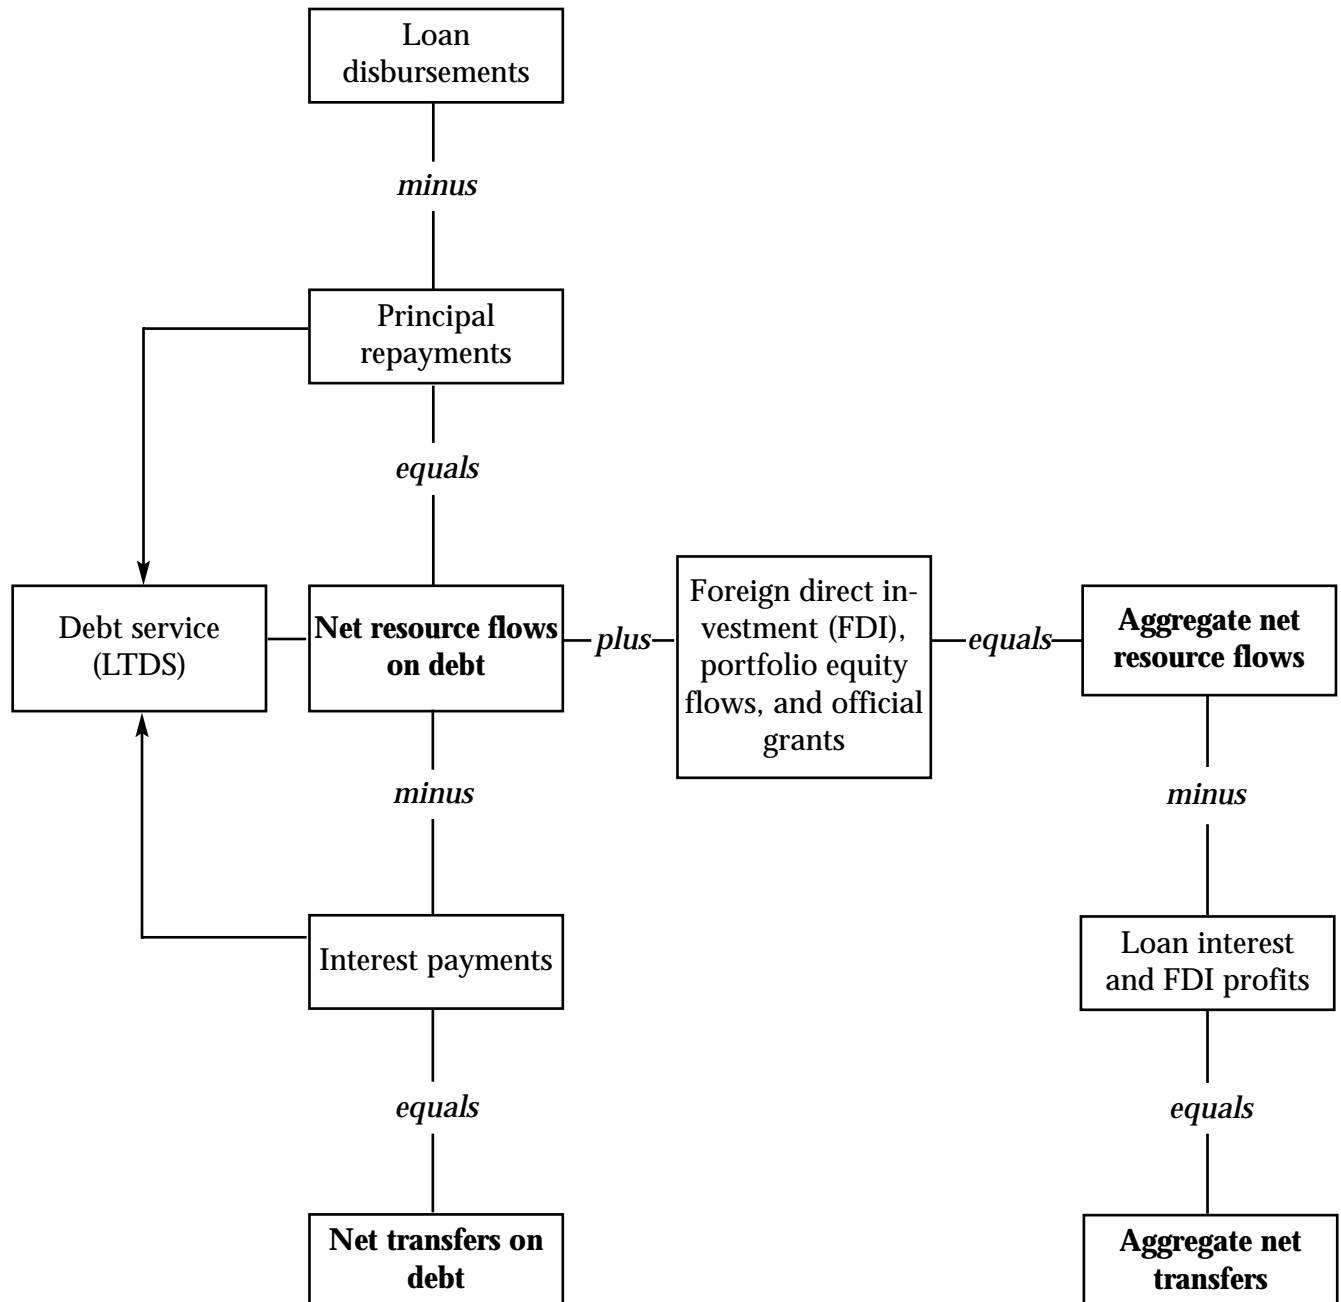 Loan
disbursements
minus
Principal
repayments
equals
Debt service
(LTDS)
Net resource flows
on debt
plus
Foreign direct in-
vestment (FDI),
portfolio equity
flows, and official
grants
equals
Aggregate net
resource flows
minus
minus
Interest payments
Loan interest
and FDI profits
equals
equals
Net transfers on
debt
Aggregate net
transfers